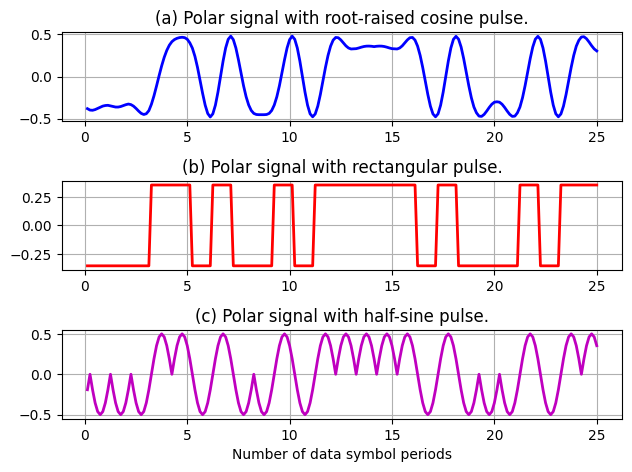 (a) Polar signal with root-raised cosine pulse.
0.5
0.0
−0.5
0 5 10 15 20 25
(b) Polar signal with rectangular pulse.
0.25
0.00
−0.25
0 5 10 15 20 25
(c) Polar signal with half-sine pulse.
0.5
0.0
−0.5
0 5 10 15 20 25
Number of data symbol periods